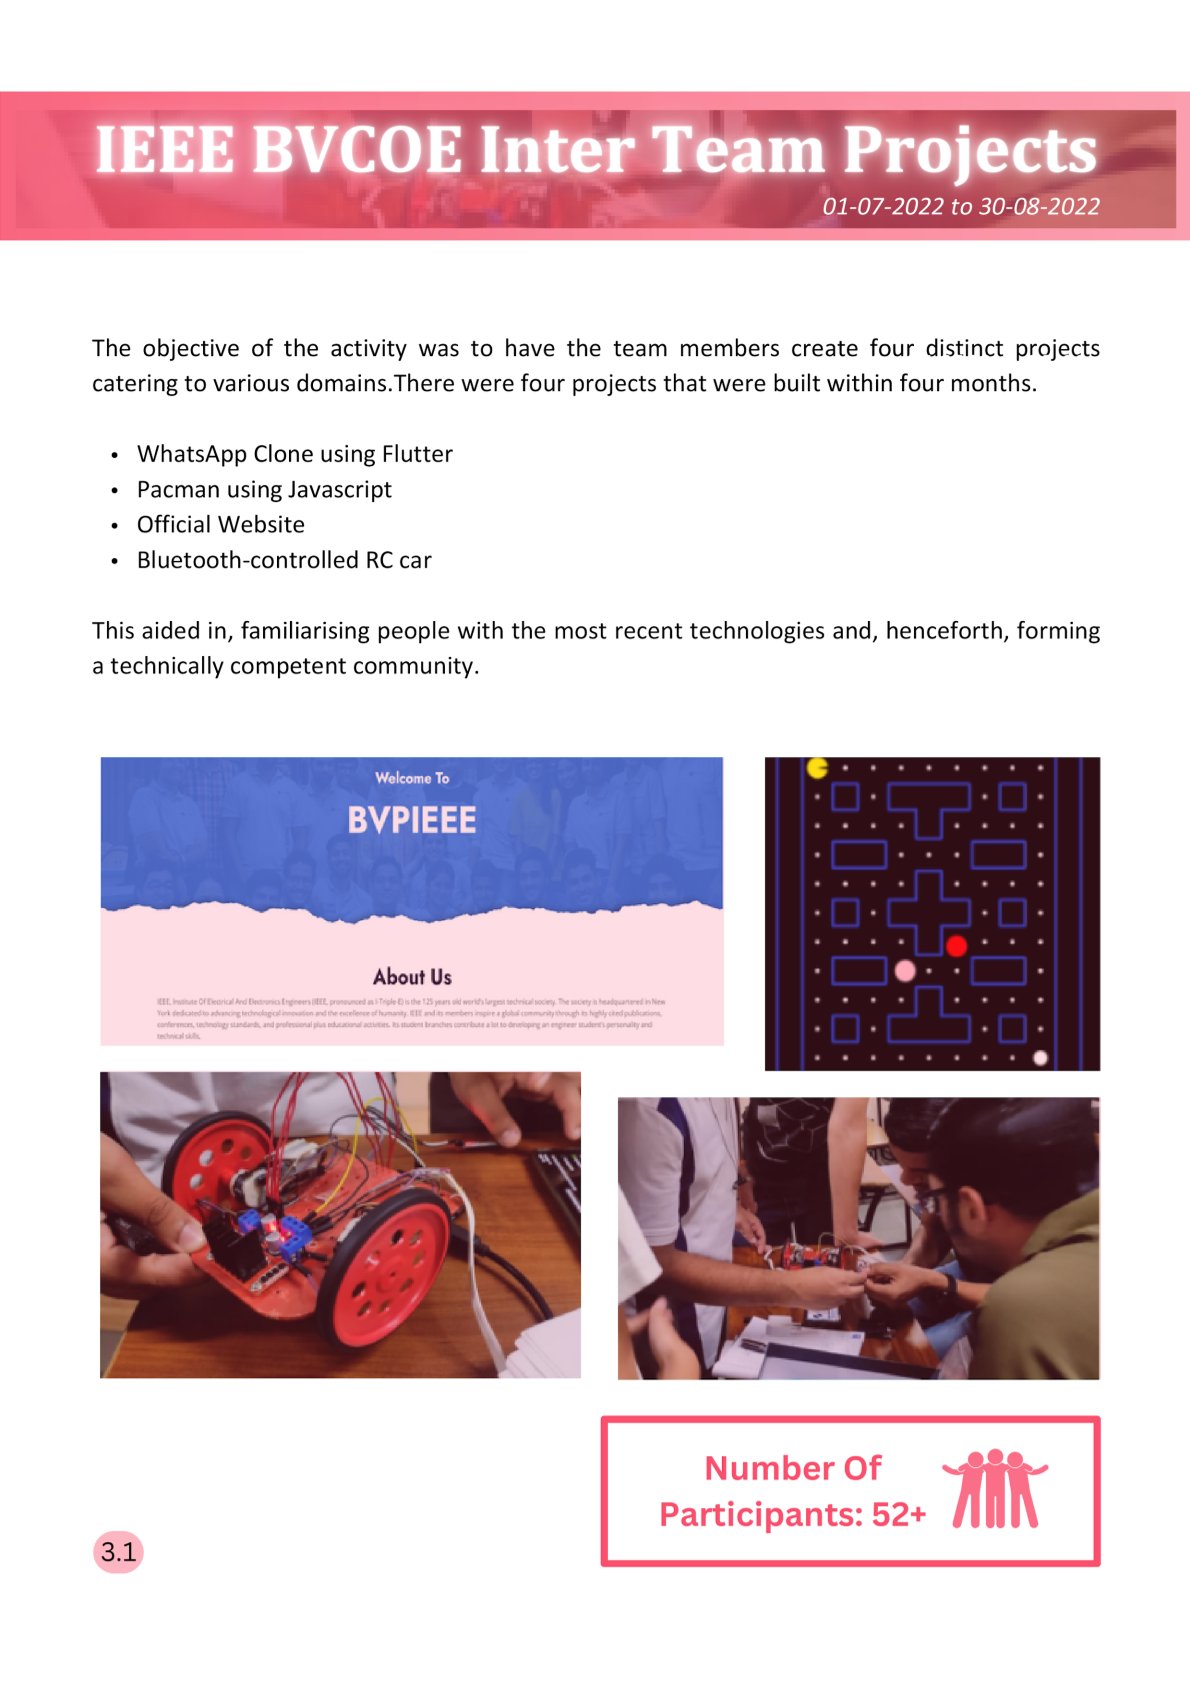 IEEE BVCOE Inter Team Projects
01-07-2022 to 30-08-2022
The objective of the activity was to have the team members create four distinct projects
catering to various domains.There were four projects that were built within four months.
• WhatsApp Clone using Flutter
• Pacman using Javascript
• Official Website
• Bluetooth-controlled RC car
This aided in, familiarising people with the most recent technologies and, henceforth, forming
a technically competent community.
Welcome To
BVPIEEE
About Us
IEEE, Institute Of Electrical And Electronics Engineers (IEEE, pronounced as I-Triple-E) is the 125 years old world's largest technical society. The society is headquartered in New
York dedicated to advancing technological innovation and the excellence of humanity. IEEE and its members inspire a global community through its highly cited publications,
conferences, technology standards, and professional plus educational activities. Its student branches contribute a lot to developing an engineer student's personality and
technical skills.
Number Of
Participants: 52+
3.1